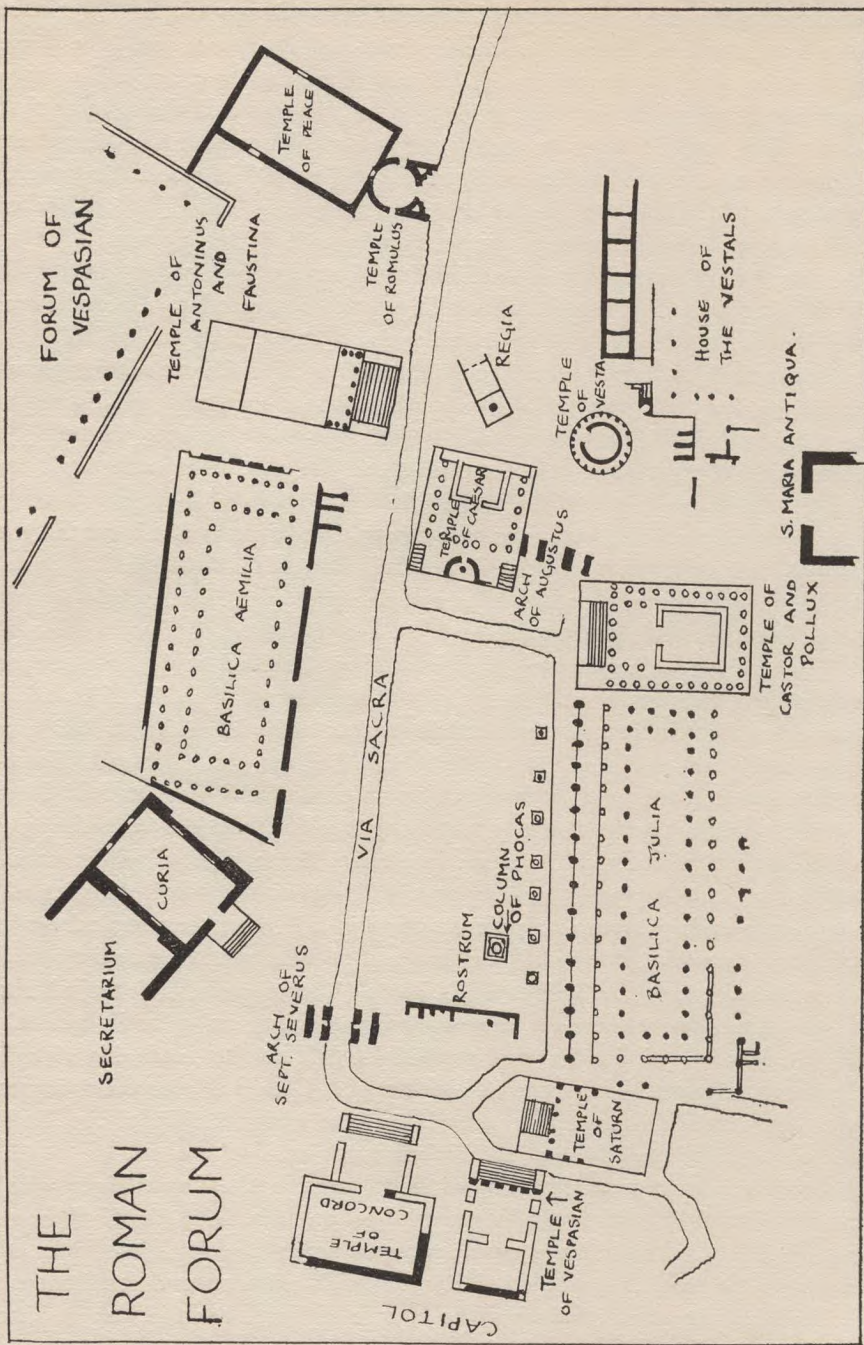 THE
ROMAN
FORUM
SECRETARIUM
CURIA
FORUM OF
VESPASIAN
TEMPLE OF
ANTONINUS
AND
FAUSTINA
TEMPLE
OF PEACE
TEMPLE
OF ROMULUS
BASILICA AEMILIA
REGIA
ARCH OF
SEPT. SEVERUS
VIA SACRA
TEMPLE
OF CAESAR
ARCH
OF AUGUSTUS
TEMPLE
OF
VESTA
HOUSE OF
THE VESTALS
S. MARIA ANTIQUA.
TEMPLE OF
CASTOR AND
POLLUX
ROSTRUM
COLUMN
OF PHOCAS
BASILICA JULIA
TEMPLE
OF
SATURN
TEMPLE
OF
CONCORD
CAPITOL
TEMPLE
OF VESPASIAN